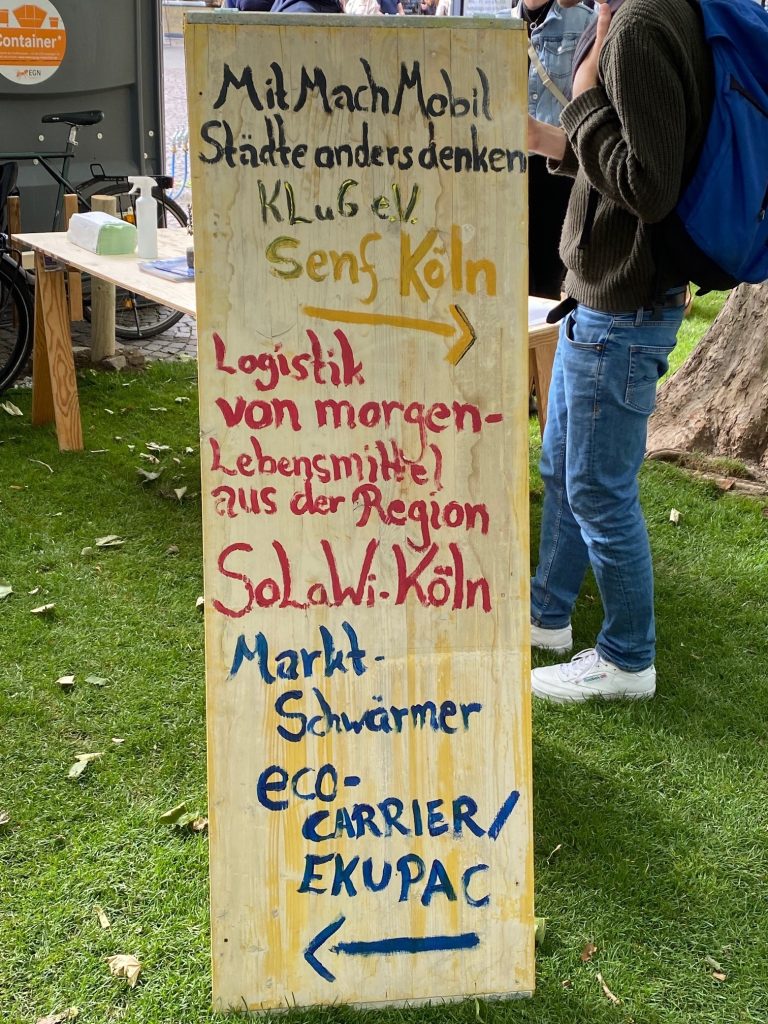 Container*
EGN
MitMachMobil
Städte anders denken
KLuG e.V.
Senf Köln
Logistik
von morgen-
Lebensmittel
aus der Region
SoLaWi-Köln
Markt-
Schwärmer
eco-
CARRIER/
EKUPAC